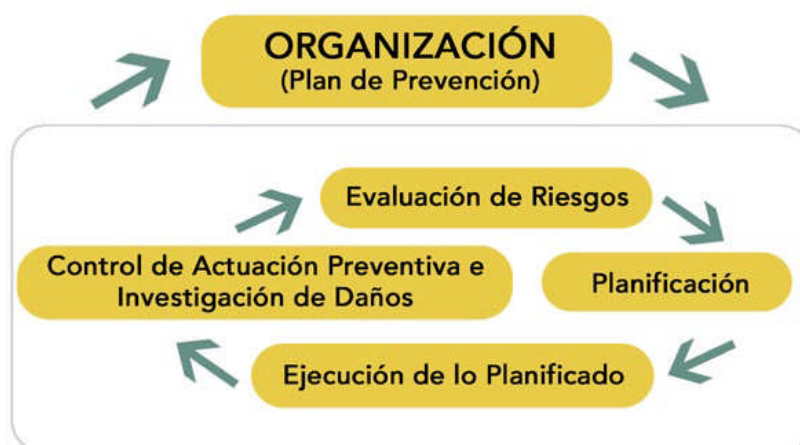 ORGANIZACIÓN
(Plan de Prevención)
Evaluación de Riesgos
Control de Actuación Preventiva e
Investigación de Daños
Planificación
Ejecución de lo Planificado